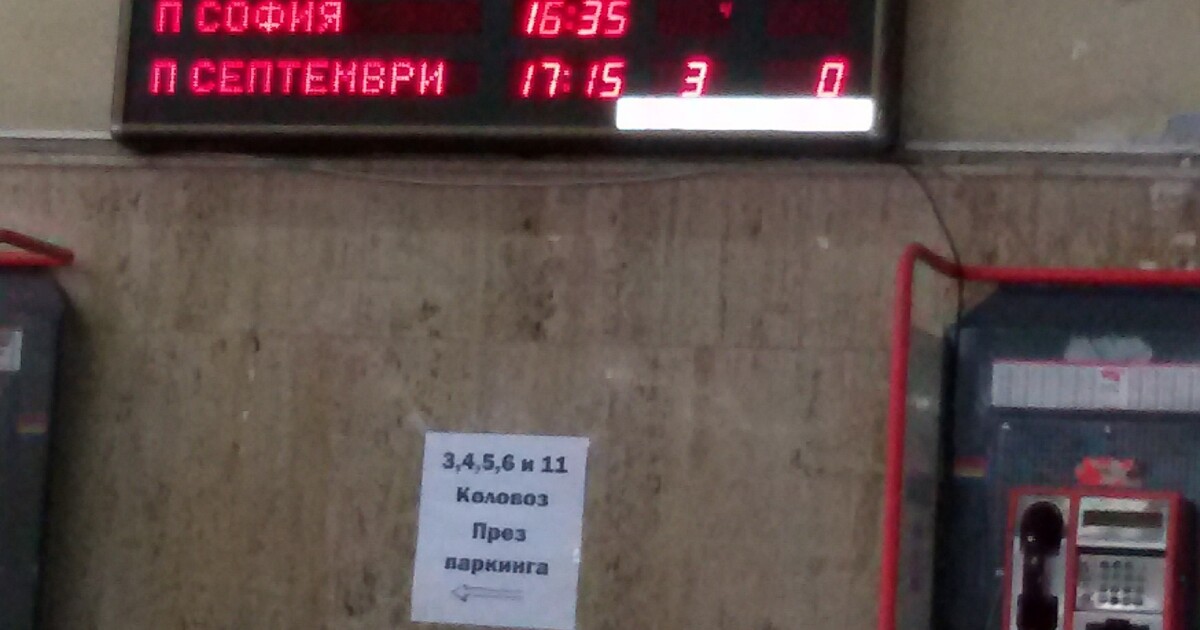 П СОФИЯ 16:35
П СЕПТЕМВРИ 17:15 3 0
3,4,5,6 и 11
Коловоз
През
паркинга